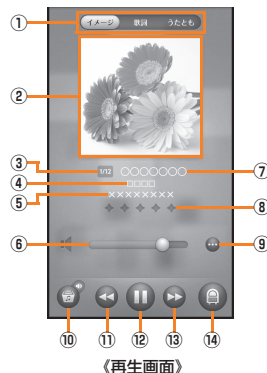 ① イメージ 歌詞 うたとも
②
③ 1/12 〇〇〇〇〇〇〇 ⑦
④ □□□□
⑤ ××××××××
⑧
⑥ ⑨
⑩ ⑪ ⑫ ⑬ ⑭
《再生画面》